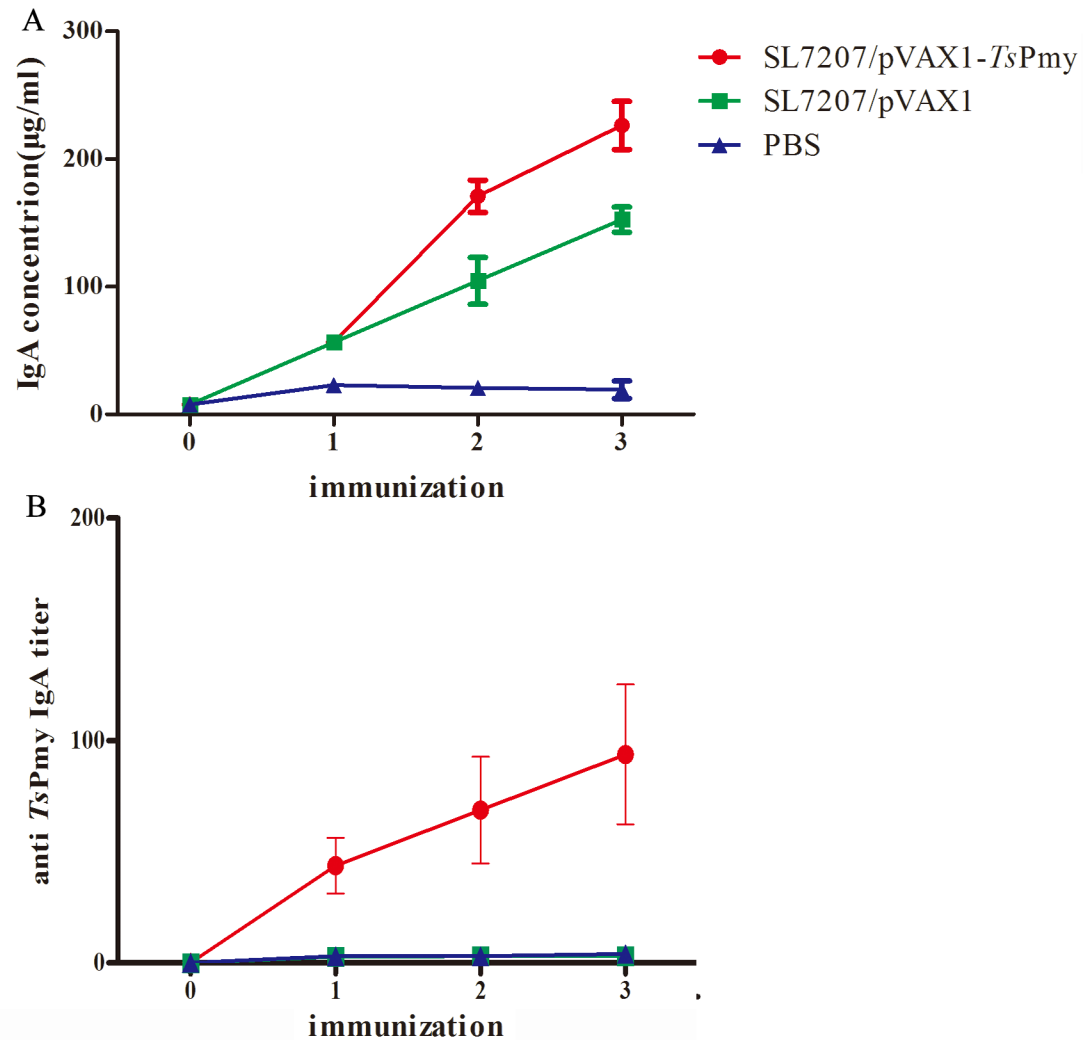 A
300
200
100
0
IgA concentrion(μg/ml)
0 1 2 3
immunization
SL7207/pVAX1-TsPmy
SL7207/pVAX1
PBS
B
200
100
0
anti TsPmy IgA titer
0 1 2 3
immunization